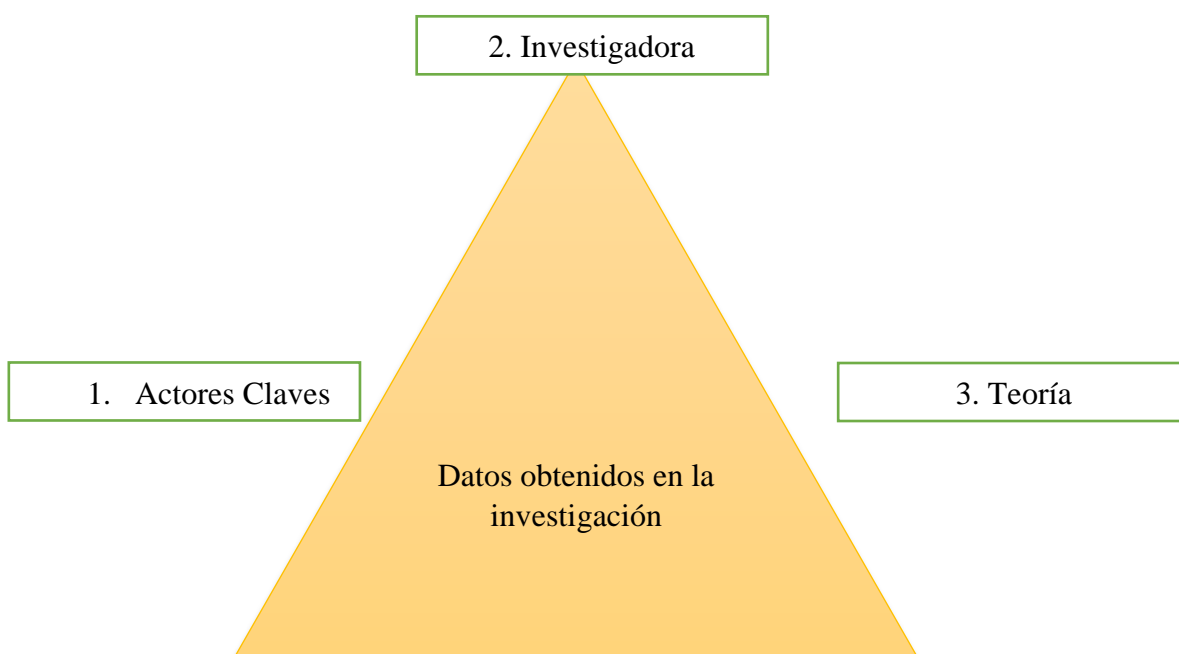 2. Investigadora
1. Actores Claves
3. Teoría
Datos obtenidos en la
investigación